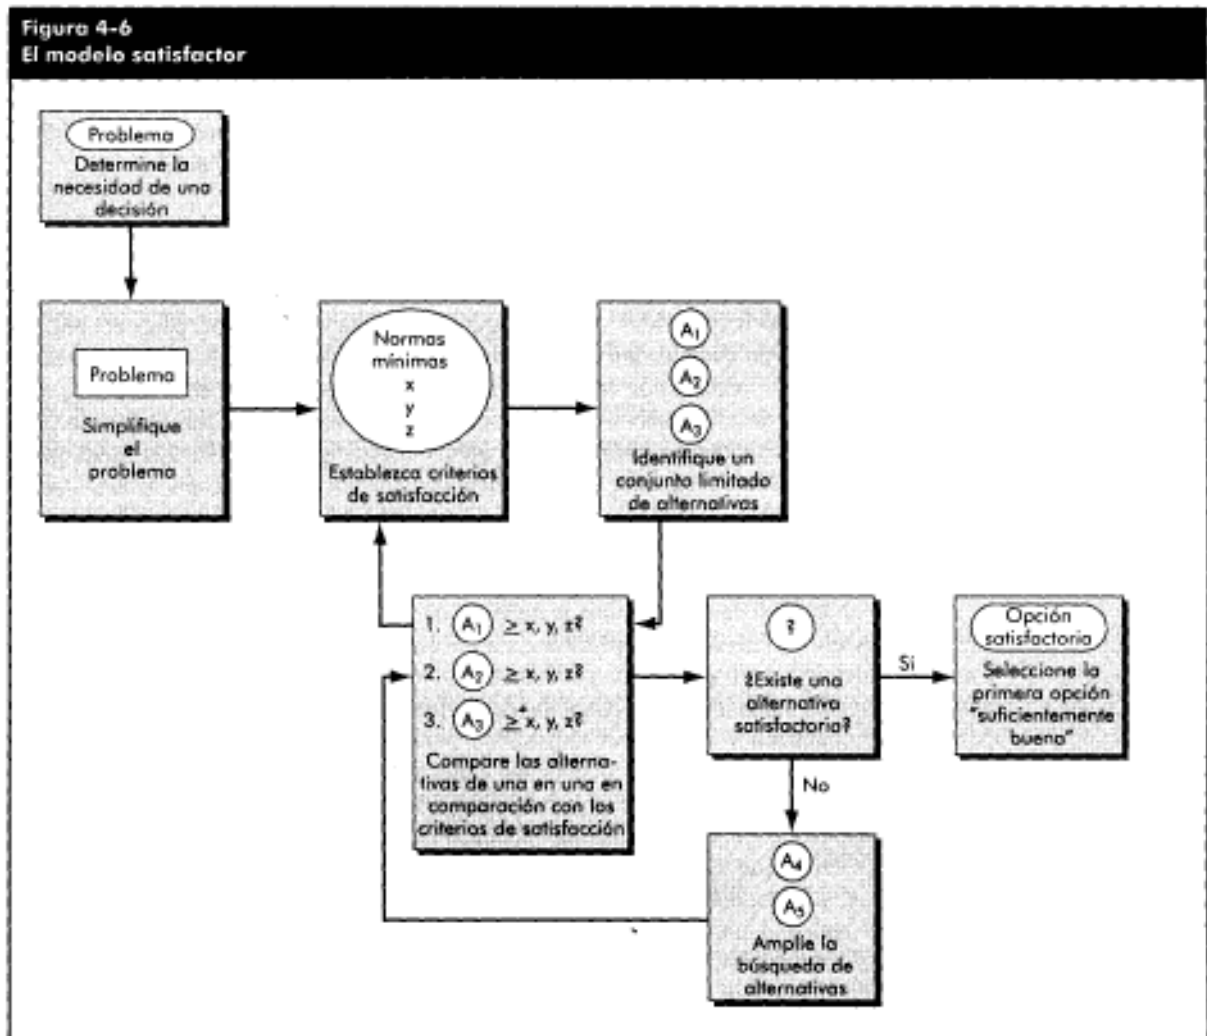 Figura 4-6
El modelo satisfactor
Problema
Determine la
necesidad de una
decisión
Problema
Simplifique
el
problema
Normas
mínimas
x
y
z
Establezca criterios
de satisfacción
A1
A2
A3
Identifique un
conjunto limitado
de alternativas
1. A1 ≥ x, y, z?
2. A2 ≥ x, y, z?
3. A3 ≥ x, y, z?
Compare las alterna-
tivas de una en una en
comparación con los
criterios de satisfacción
?
¿Existe una
alternativa
satisfactoria?
Si
Opción
satisfactoria
Seleccione la
primera opción
"suficientemente
buena"
No
A4
A5
Amplíe la
búsqueda de
alternativas